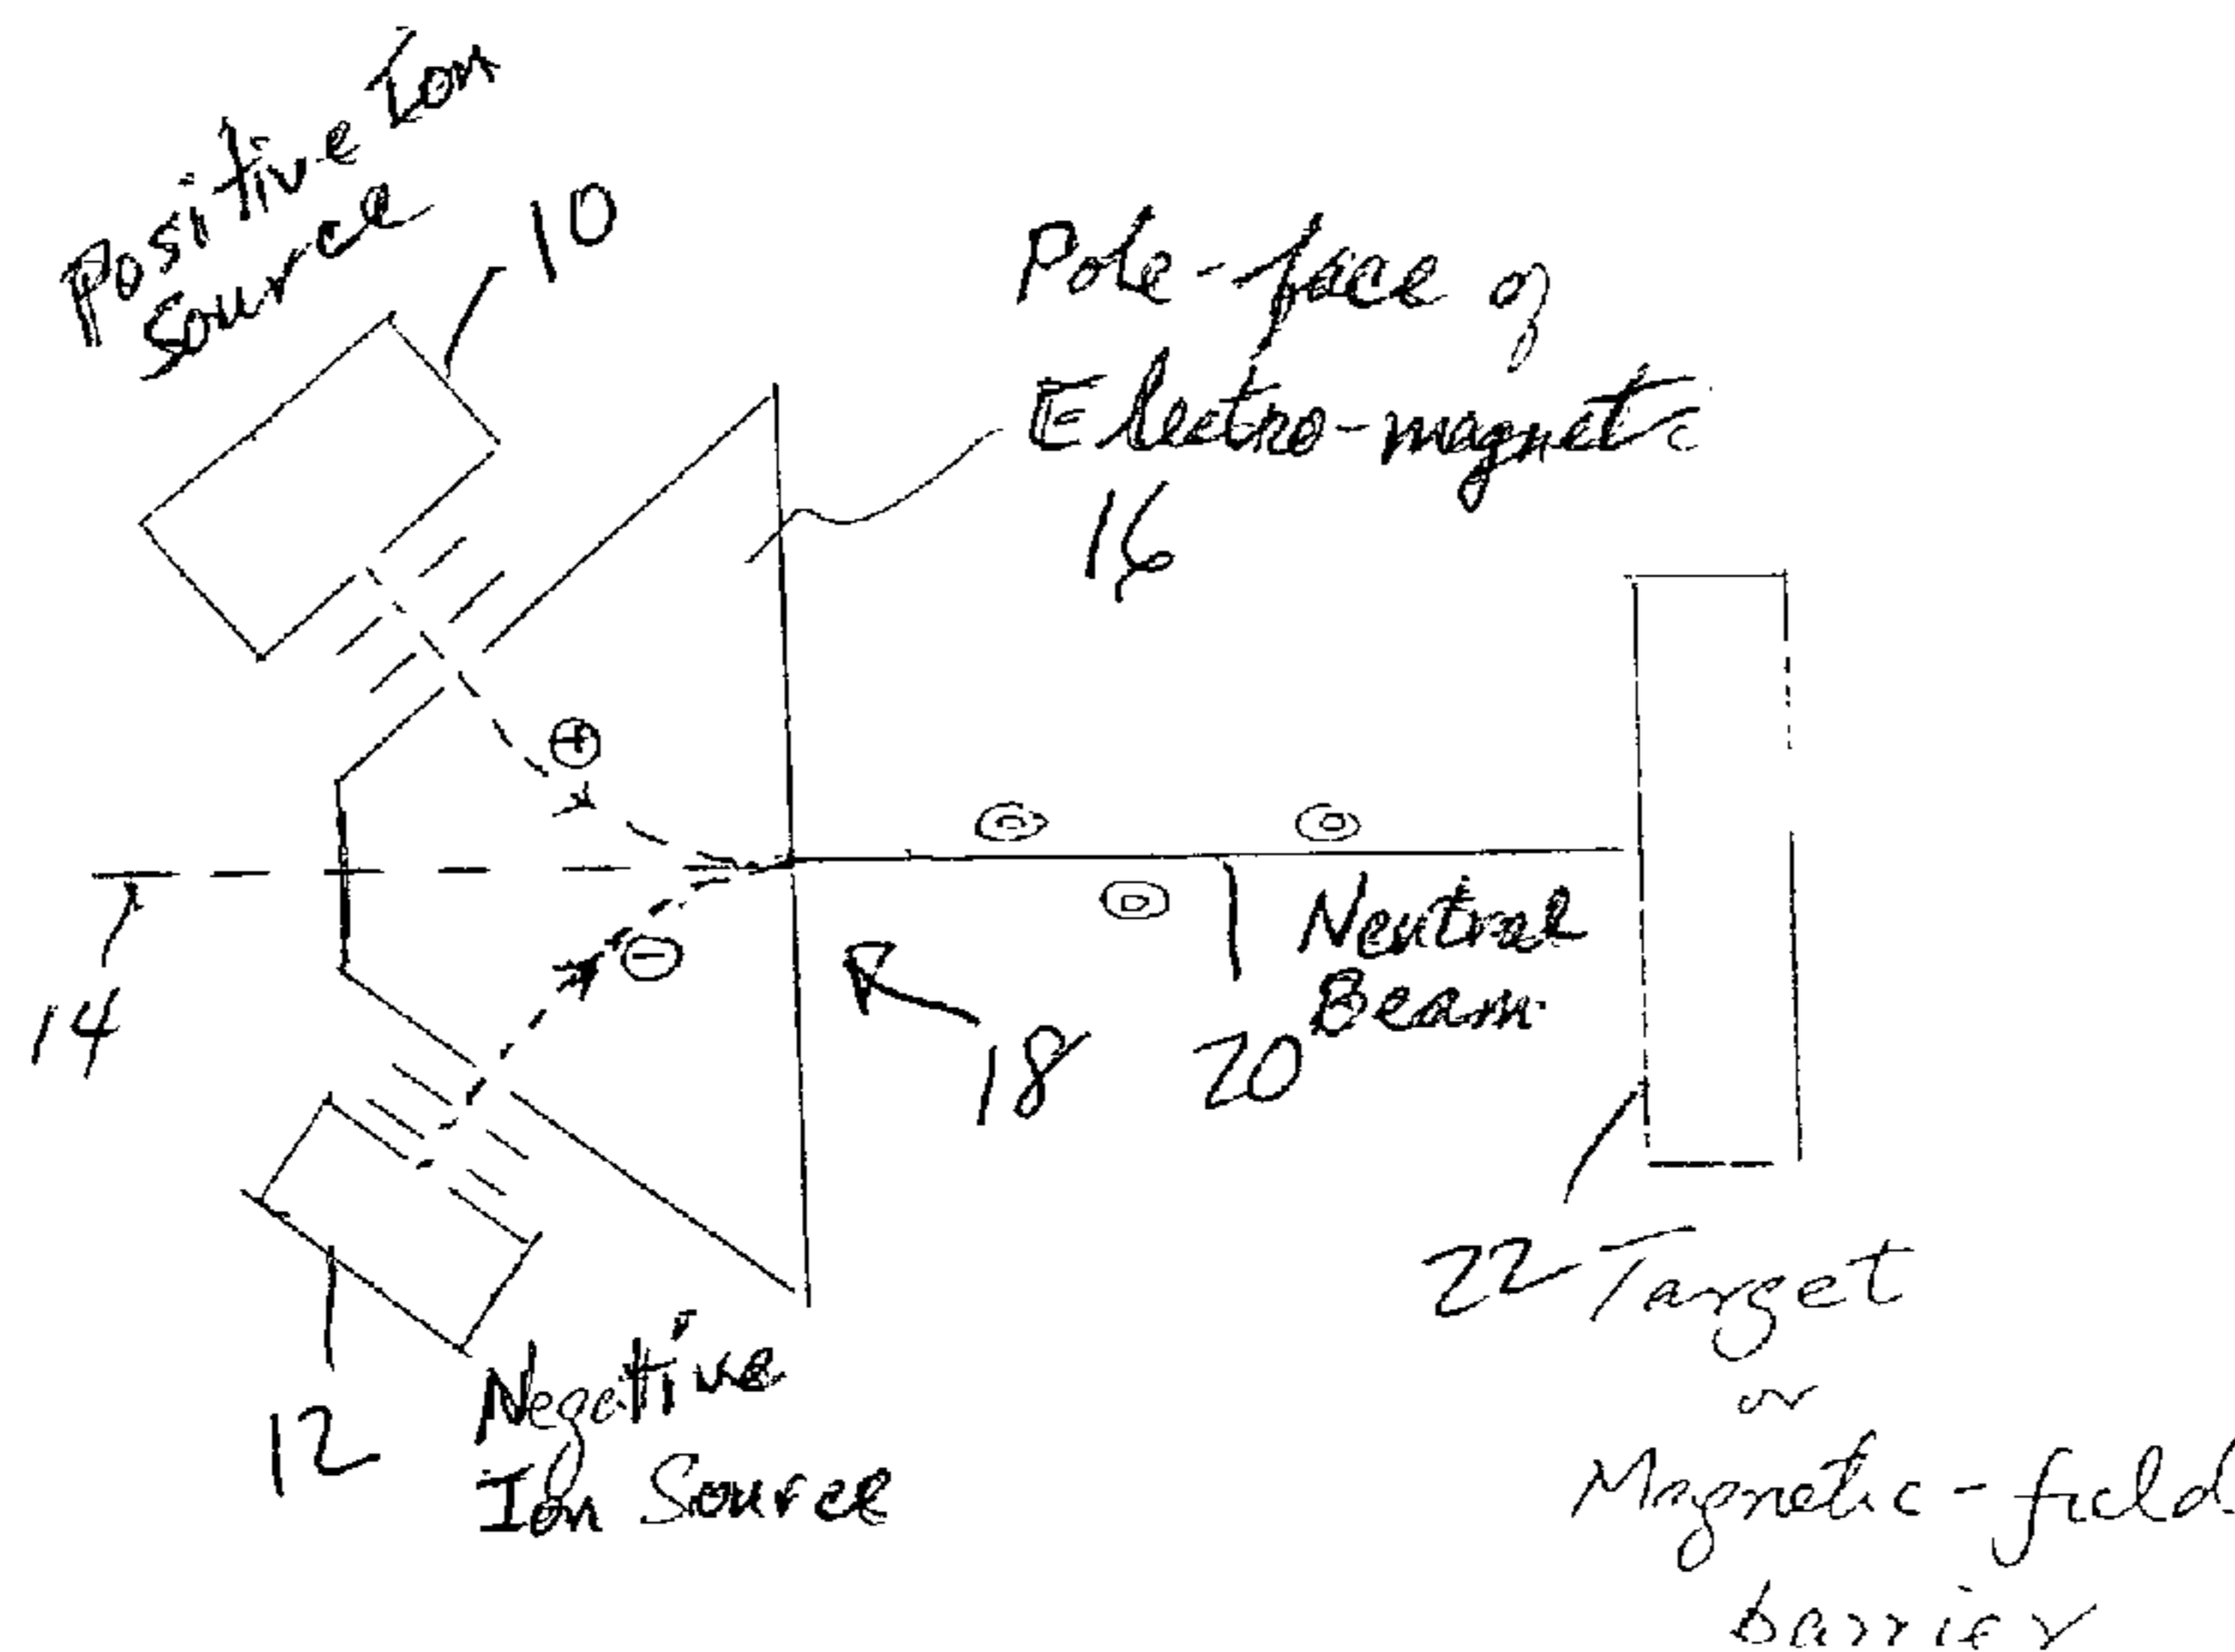 Positive Ion
Source
10
Pole-face of
Electro-magnetic
16
+
14
−
18
Neutral
Beam
20
22 Target
or
Magnetic-field
barrier
12
Negative
Ion Source